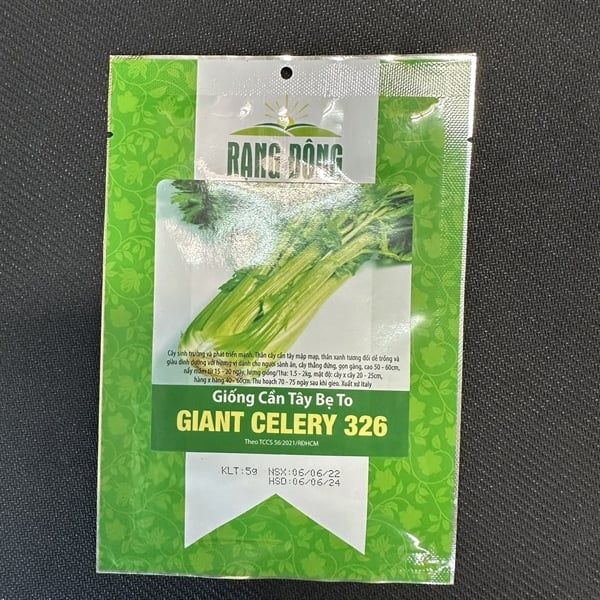 RẠNG ĐÔNG
Cây sinh trưởng và phát triển mạnh. Thân cây cần tây mập mạp, thân xanh tương đối dễ trồng và
giàu dinh dưỡng với hương vị dành cho người sành ăn, cây thẳng đứng, gọn gàng, cao 50 - 60cm,
nẩy mầm từ 15 - 20 ngày, lượng giống/1ha: 1.5 - 2kg, mật độ: cây x cây 20 - 25cm,
hàng x hàng 40 - 60cm. Thu hoạch 70 - 75 ngày sau khi gieo. Xuất xứ Italy
Giống Cần Tây Bẹ To
GIANT CELERY 326
Theo TCCS 56:2021/RĐHCM
KLT:5g NSX:06/06/22
HSD:06/06/24